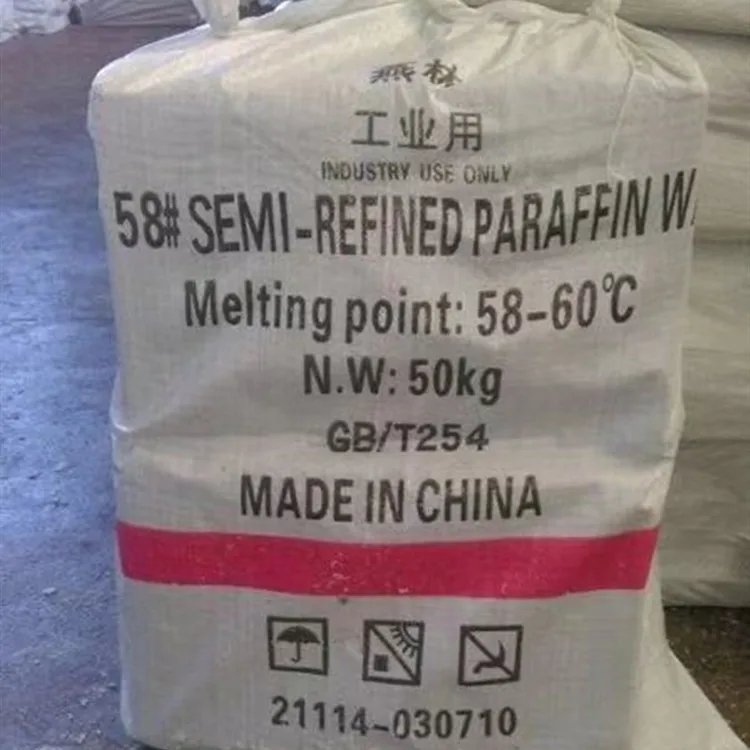 工业用
INDUSTRY USE ONLY
58# SEMI-REFINED PARAFFIN W
Melting point: 58-60℃
N.W: 50kg
GB/T254
MADE IN CHINA
21114-030710